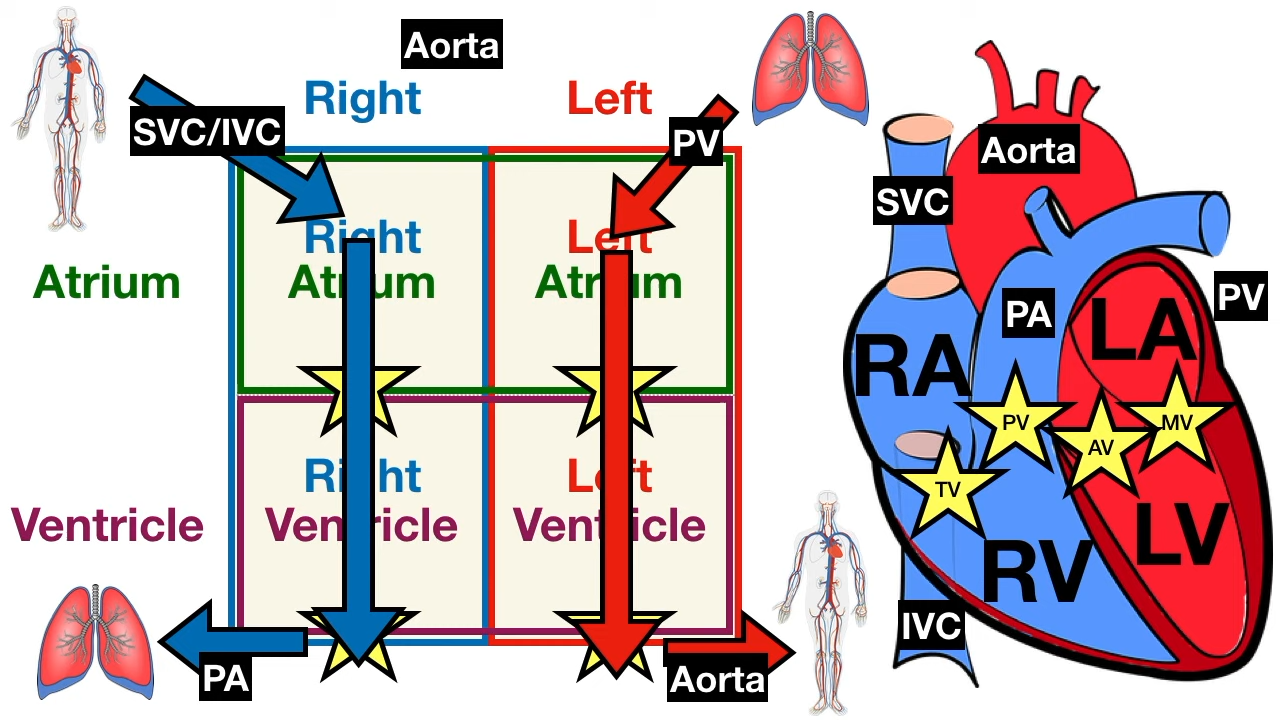 Aorta
Right
Left
SVC/IVC
PV
Right
Atrium
Left
Atrium
Atrium
Right
Ventricle
Left
Ventricle
Ventricle
PA
Aorta
Aorta
SVC
PV
PA
LA
RA
PV
MV
AV
TV
LV
RV
IVC